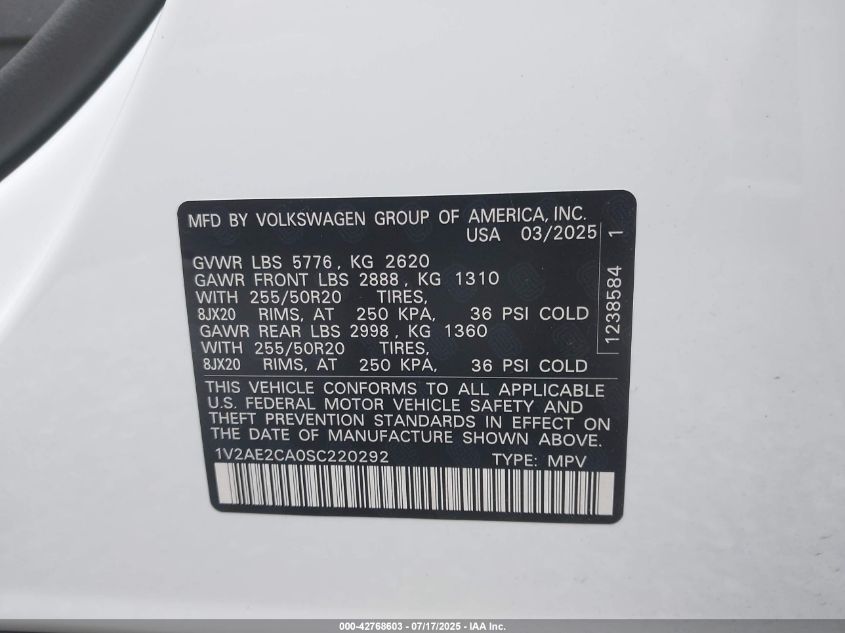 MFD BY VOLKSWAGEN GROUP OF AMERICA, INC.
USA 03/2025
GVWR LBS 5776, KG 2620
GAWR FRONT LBS 2888, KG 1310
WITH 255/50R20 TIRES,
8JX20 RIMS, AT 250 KPA, 36 PSI COLD
GAWR REAR LBS 2998, KG 1360
WITH 255/50R20 TIRES,
8JX20 RIMS, AT 250 KPA, 36 PSI COLD
THIS VEHICLE CONFORMS TO ALL APPLICABLE
U.S. FEDERAL MOTOR VEHICLE SAFETY AND
THEFT PREVENTION STANDARDS IN EFFECT ON
THE DATE OF MANUFACTURE SHOWN ABOVE.
1V2AE2CA0SC220292 TYPE: MPV
1238584 1
000-42768603 - 07/17/2025 - IAA Inc.